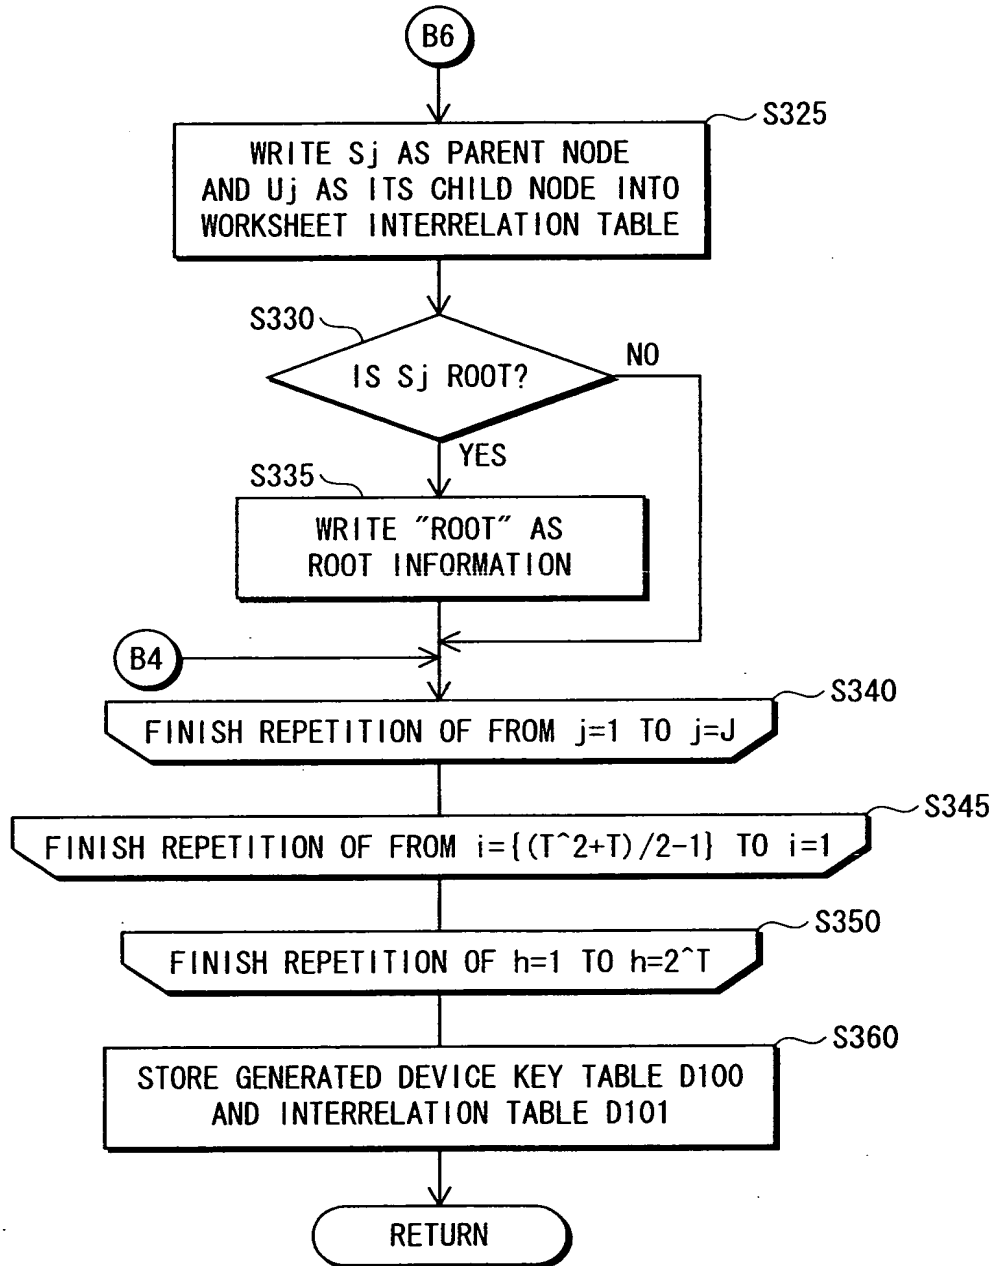 B6
S325
WRITE Sj AS PARENT NODE
AND Uj AS ITS CHILD NODE INTO
WORKSHEET INTERRELATION TABLE
S330
IS Sj ROOT?
NO
YES
S335
WRITE "ROOT" AS
ROOT INFORMATION
B4
S340
FINISH REPETITION OF FROM j=1 TO j=J
S345
FINISH REPETITION OF FROM i={(T^2+T)/2-1} TO i=1
S350
FINISH REPETITION OF h=1 TO h=2^T
S360
STORE GENERATED DEVICE KEY TABLE D100
AND INTERRELATION TABLE D101
RETURN